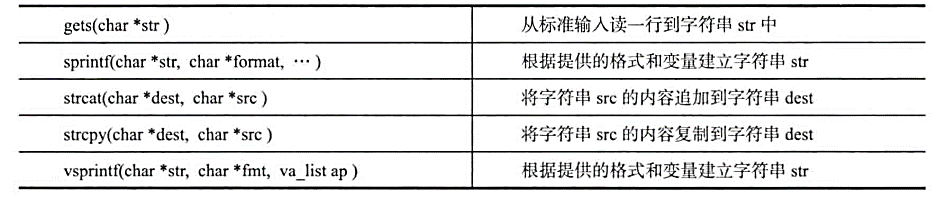 gets(char *str )
从标准输入读一行到字符串 str 中
sprintf(char *str, char *format, ⋯ )
根据提供的格式和变量建立字符串 str
strcat(char *dest, char *src )
将字符串 src 的内容追加到字符串 dest
strcpy(char *dest, char *src )
将字符串 src 的内容复制到字符串 dest
vsprintf(char *str, char *fmt, va_list ap )
根据提供的格式和变量建立字符串 str